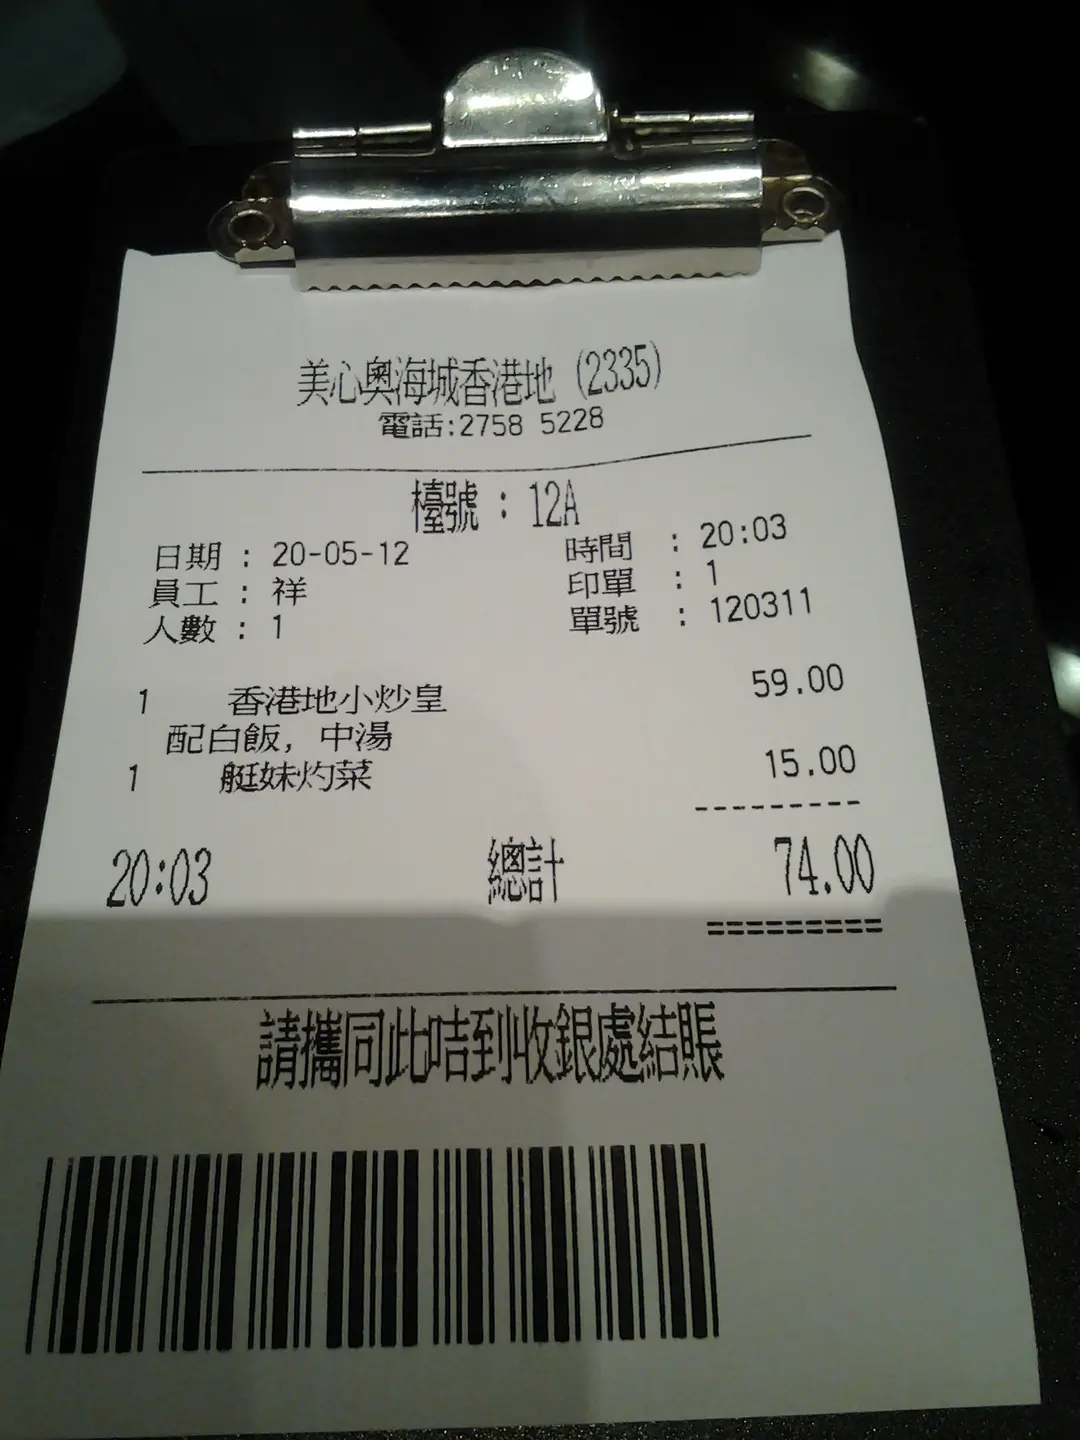 美心奧海城香港地 (2335)
電話:2758 5228
檯號 : 12A
日期 : 20-05-12 時間 : 20:03
員工 : 祥 印單 : 1
人數 : 1 單號 : 120311
1 香港地小炒皇 59.00
配白飯, 中湯
1 艇妹灼菜 15.00
20:03 總計 74.00
請攜同此咭到收銀處結賬